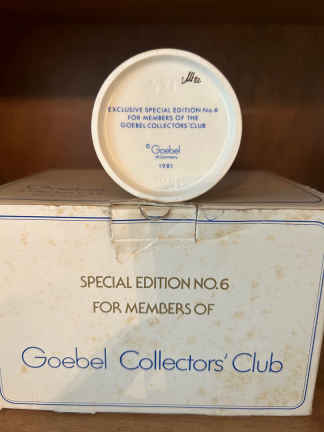 EXCLUSIVE SPECIAL EDITION No.6
FOR MEMBERS OF THE
GOEBEL COLLECTORS' CLUB
© Goebel
W. Germany
1981
SPECIAL EDITION NO.6
FOR MEMBERS OF
Goebel Collectors' Club